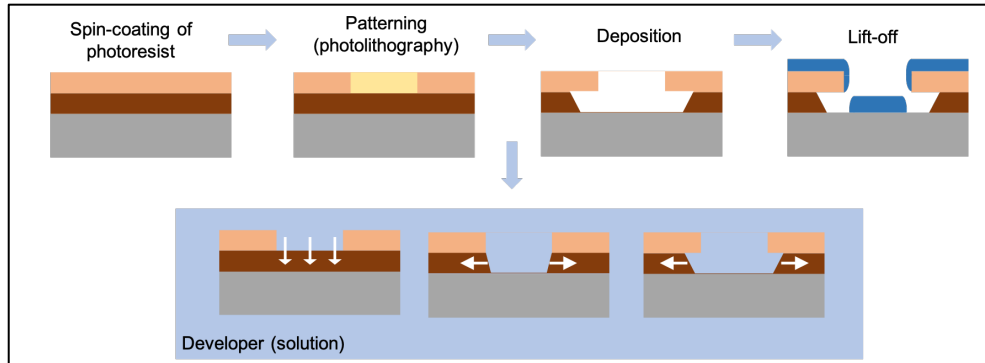 Spin-coating of
photoresist
Patterning
(photolithography)
Deposition
Lift-off
Developer (solution)